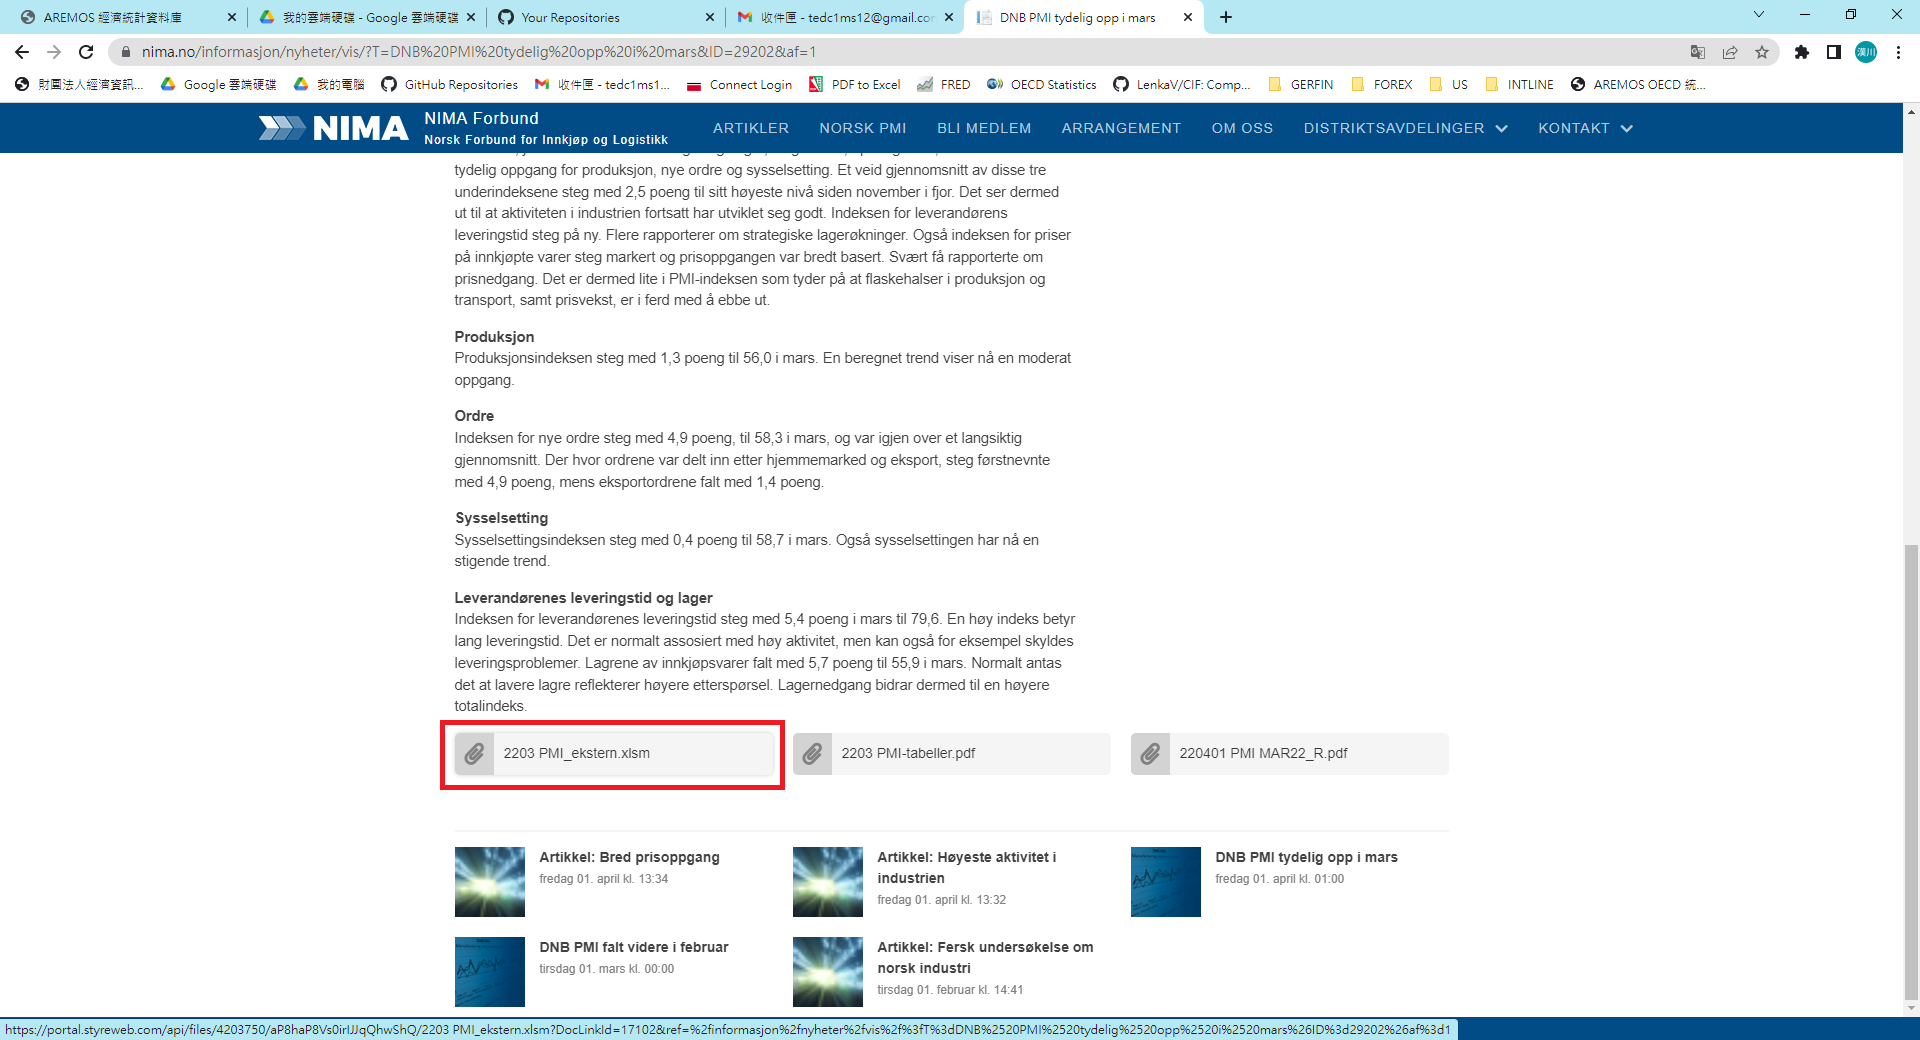 AREMOS 經濟統計資料庫
我的雲端硬碟 - Google 雲端硬碟
Your Repositories
收件匣 - tedc1ms12@gmail.co
DNB PMI tydelig opp i mars
nima.no/informasjon/nyheter/vis/?T=DNB%20PMI%20tydelig%20opp%20i%20mars&ID=29202&af=1
漢川
財團法人經濟資訊...
Google 雲端硬碟
我的電腦
GitHub Repositories
收件匣 - tedc1ms1...
Connect Login
PDF to Excel
FRED
OECD Statistics
LenkaV/CIF: Comp...
GERFIN
FOREX
US
INTLINE
AREMOS OECD 統...
NIMA
NIMA Forbund
Norsk Forbund for Innkjøp og Logistikk
ARTIKLER
NORSK PMI
BLI MEDLEM
ARRANGEMENT
OM OSS
DISTRIKTSAVDELINGER
KONTAKT
tydelig oppgang for produksjon, nye ordre og sysselsetting. Et veid gjennomsnitt av disse tre
underindeksene steg med 2,5 poeng til sitt høyeste nivå siden november i fjor. Det ser dermed
ut til at aktiviteten i industrien fortsatt har utviklet seg godt. Indeksen for leverandørens
leveringstid steg på ny. Flere rapporterer om strategiske lagerøkninger. Også indeksen for priser
på innkjøpte varer steg markert og prisoppgangen var bredt basert. Svært få rapporterte om
prisnedgang. Det er dermed lite i PMI-indeksen som tyder på at flaskehalser i produksjon og
transport, samt prisvekst, er i ferd med å ebbe ut.
Produksjon
Produksjonsindeksen steg med 1,3 poeng til 56,0 i mars. En beregnet trend viser nå en moderat
oppgang.
Ordre
Indeksen for nye ordre steg med 4,9 poeng, til 58,3 i mars, og var igjen over et langsiktig
gjennomsnitt. Der hvor ordrene var delt inn etter hjemmemarked og eksport, steg førstnevnte
med 4,9 poeng, mens eksportordrene falt med 1,4 poeng.
Sysselsetting
Sysselsettingsindeksen steg med 0,4 poeng til 58,7 i mars. Også sysselsettingen har nå en
stigende trend.
Leverandørenes leveringstid og lager
Indeksen for leverandørenes leveringstid steg med 5,4 poeng i mars til 79,6. En høy indeks betyr
lang leveringstid. Det er normalt assosiert med høy aktivitet, men kan også for eksempel skyldes
leveringsproblemer. Lagrene av innkjøpsvarer falt med 5,7 poeng til 55,9 i mars. Normalt antas
det at lavere lagre reflekterer høyere etterspørsel. Lagernedgang bidrar dermed til en høyere
totalindeks.
2203 PMI_ekstern.xlsm
2203 PMI-tabeller.pdf
220401 PMI MAR22_R.pdf
Artikkel: Bred prisoppgang
fredag 01. april kl. 13:34
Artikkel: Høyeste aktivitet i
industrien
fredag 01. april kl. 13:32
DNB PMI tydelig opp i mars
fredag 01. april kl. 01:00
DNB PMI falt videre i februar
tirsdag 01. mars kl. 00:00
Artikkel: Fersk undersøkelse om
norsk industri
tirsdag 01. februar kl. 14:41
https://portal.styreweb.com/api/files/4203750/aP8haP8Vs0irIJJqQhwShQ/2203 PMI_ekstern.xlsm?DocLinkId=17102&ref=%2finformasjon%2fnyheter%2fvis%2f%3fT%3dDNB%2520PMI%2520tydelig%2520opp%2520i%2520mars%26ID%3d29202%26af%3d1